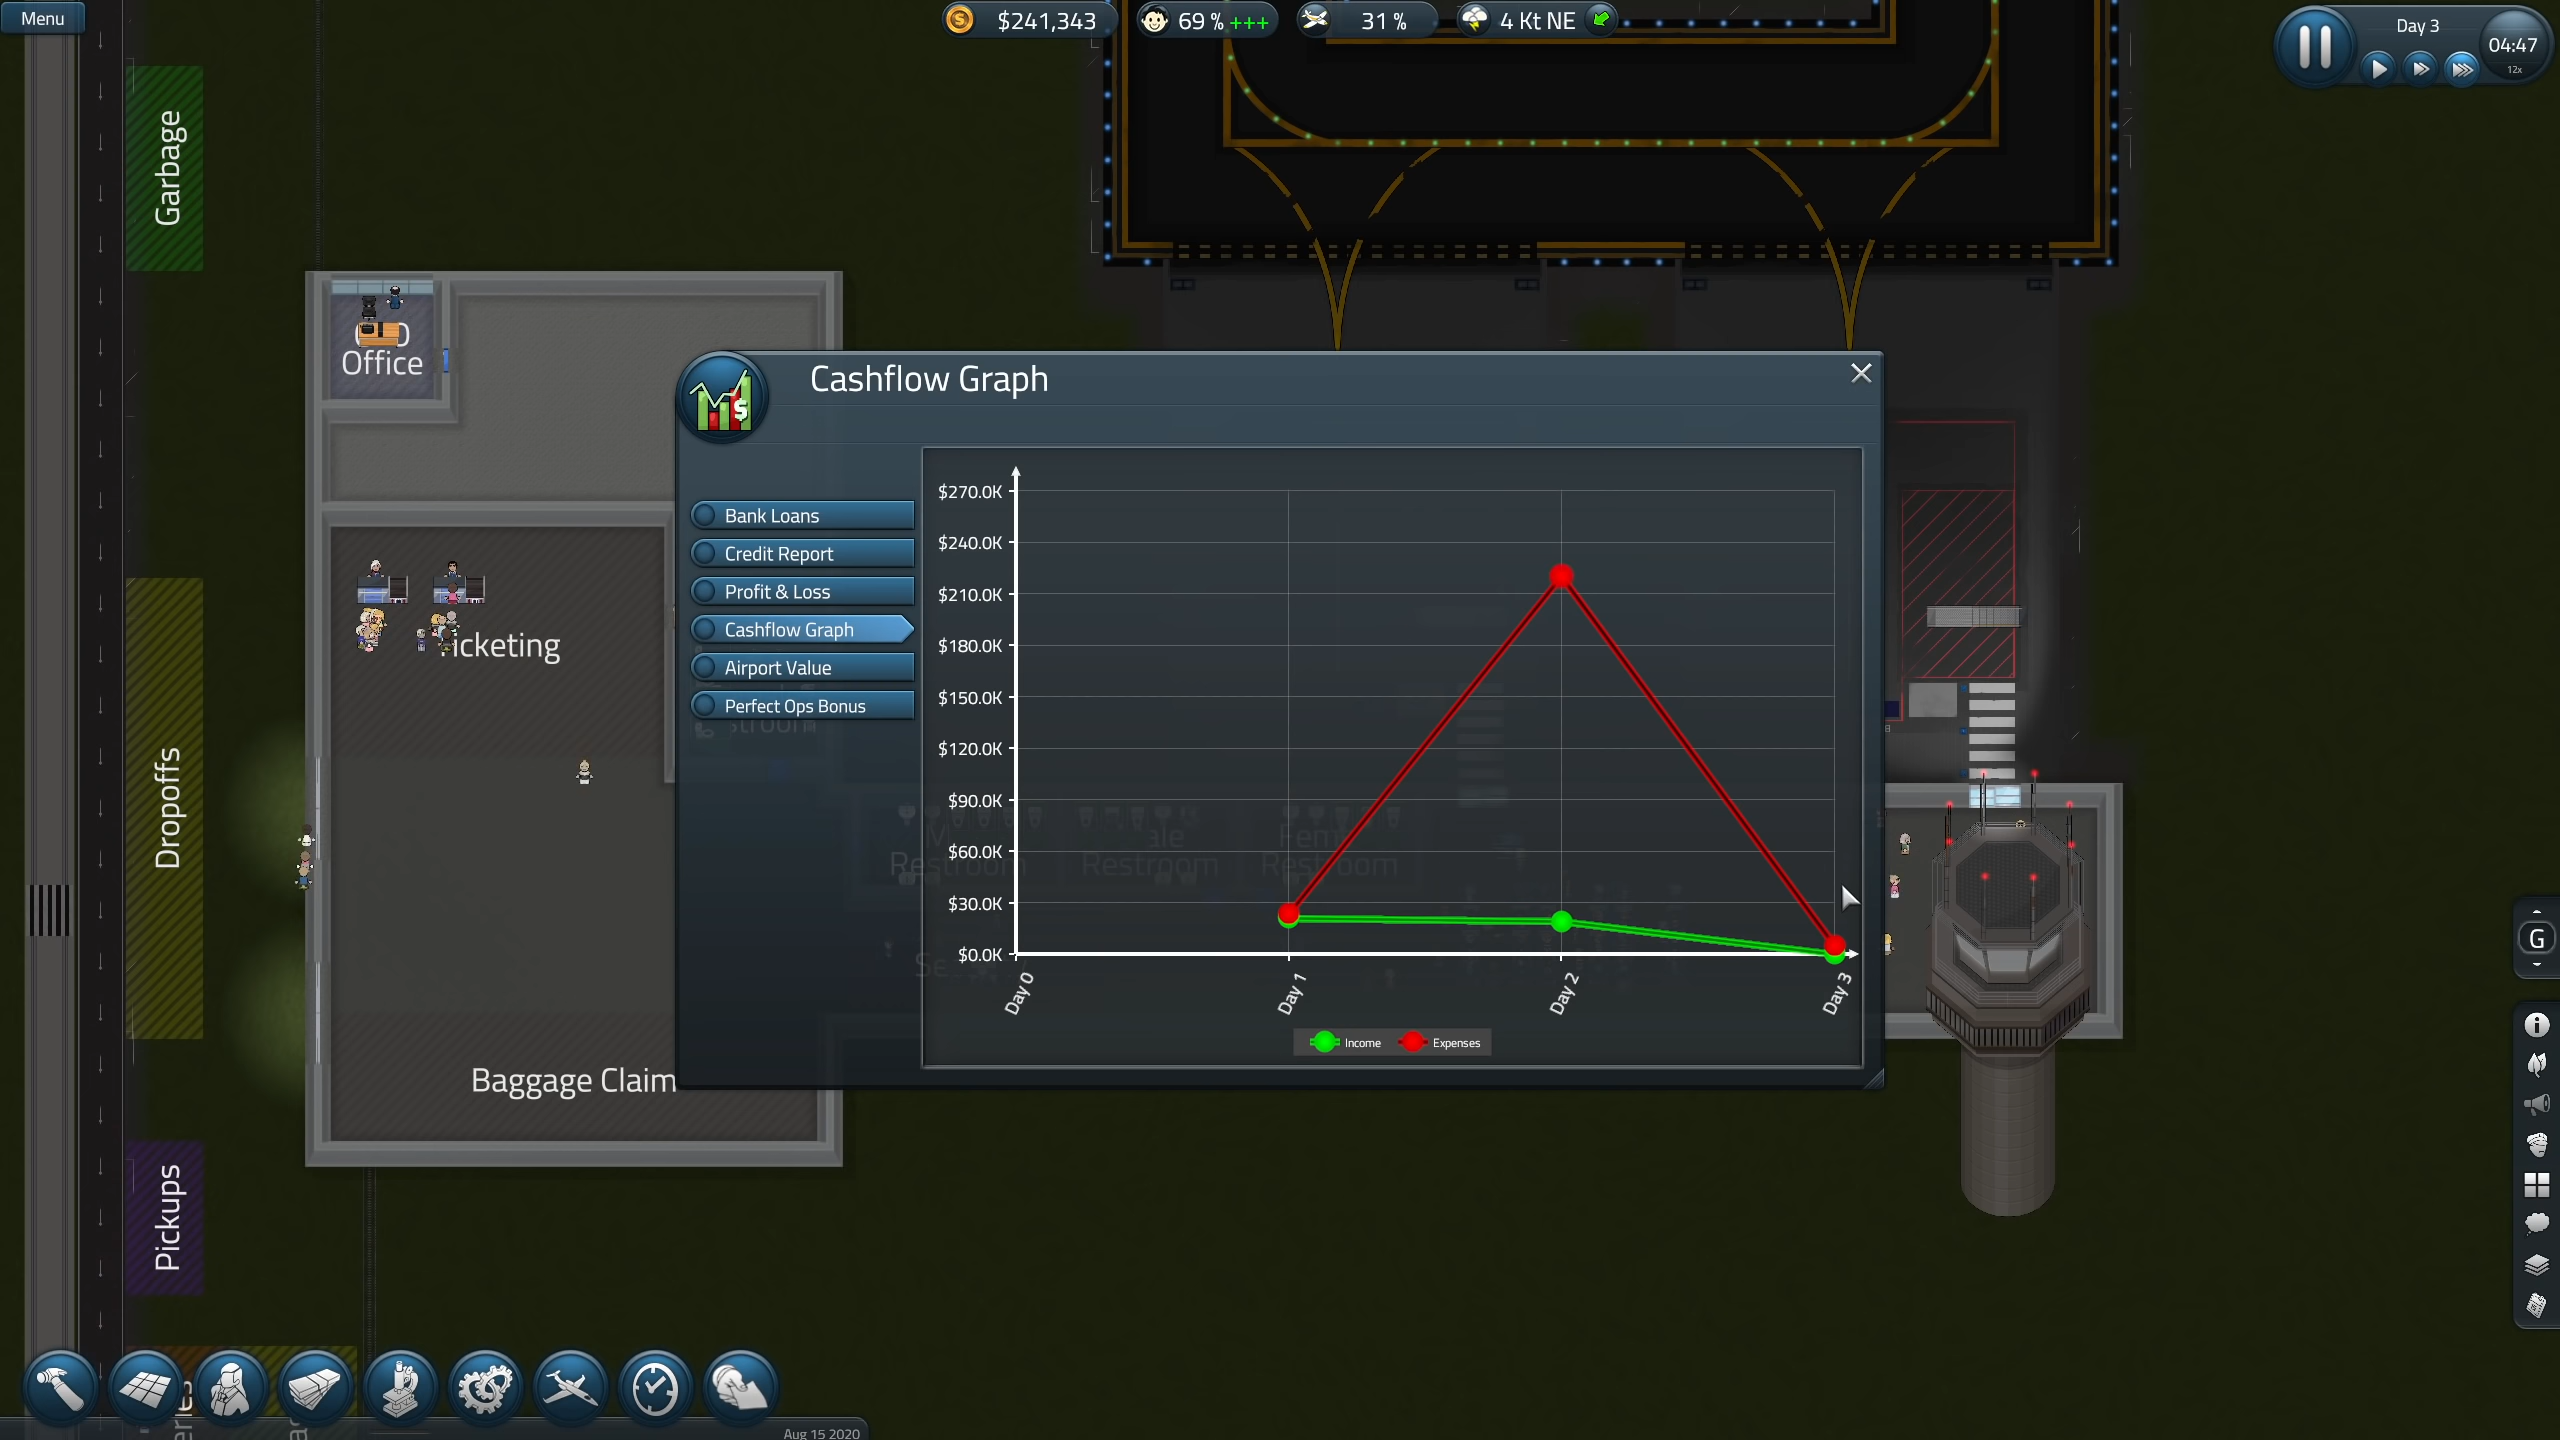 Menu
$241,343
69 % +++
31 %
4 Kt NE
Day 3
04:47
12x
Garbage
Office
Cashflow Graph
Bank Loans
Credit Report
Profit & Loss
Cashflow Graph
Airport Value
Perfect Ops Bonus
$270.0K
$240.0K
$210.0K
$180.0K
$150.0K
$120.0K
$90.0K
$60.0K
$30.0K
$0.0K
Day 0
Day 1
Day 2
Day 3
Income
Expenses
icketing
Restroom
Restroom
Restroom
Dropoffs
Baggage Claim
Pickups
G
Aug 15 2020